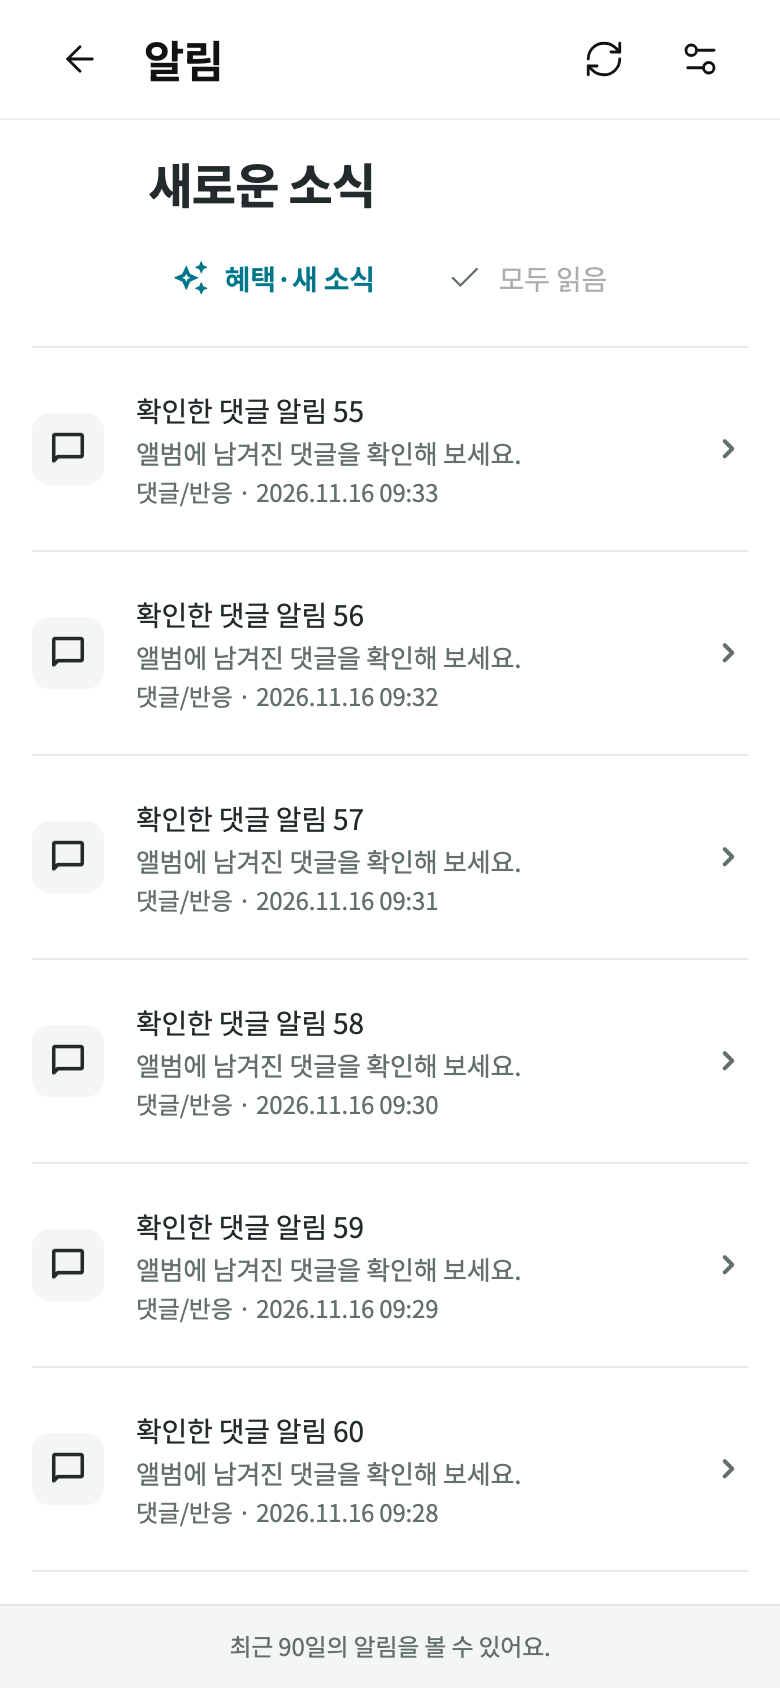 알림
새로운 소식
혜택·새 소식
모두 읽음
확인한 댓글 알림 55
앨범에 남겨진 댓글을 확인해 보세요.
댓글/반응 · 2026.11.16 09:33
확인한 댓글 알림 56
앨범에 남겨진 댓글을 확인해 보세요.
댓글/반응 · 2026.11.16 09:32
확인한 댓글 알림 57
앨범에 남겨진 댓글을 확인해 보세요.
댓글/반응 · 2026.11.16 09:31
확인한 댓글 알림 58
앨범에 남겨진 댓글을 확인해 보세요.
댓글/반응 · 2026.11.16 09:30
확인한 댓글 알림 59
앨범에 남겨진 댓글을 확인해 보세요.
댓글/반응 · 2026.11.16 09:29
확인한 댓글 알림 60
앨범에 남겨진 댓글을 확인해 보세요.
댓글/반응 · 2026.11.16 09:28
최근 90일의 알림을 볼 수 있어요.